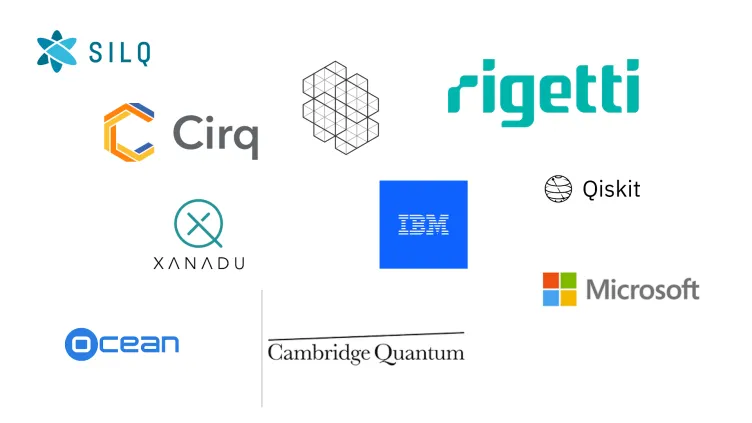 SILQ
rigetti
Cirq
Qiskit
IBM
XANADU
Microsoft
Ocean
Cambridge Quantum